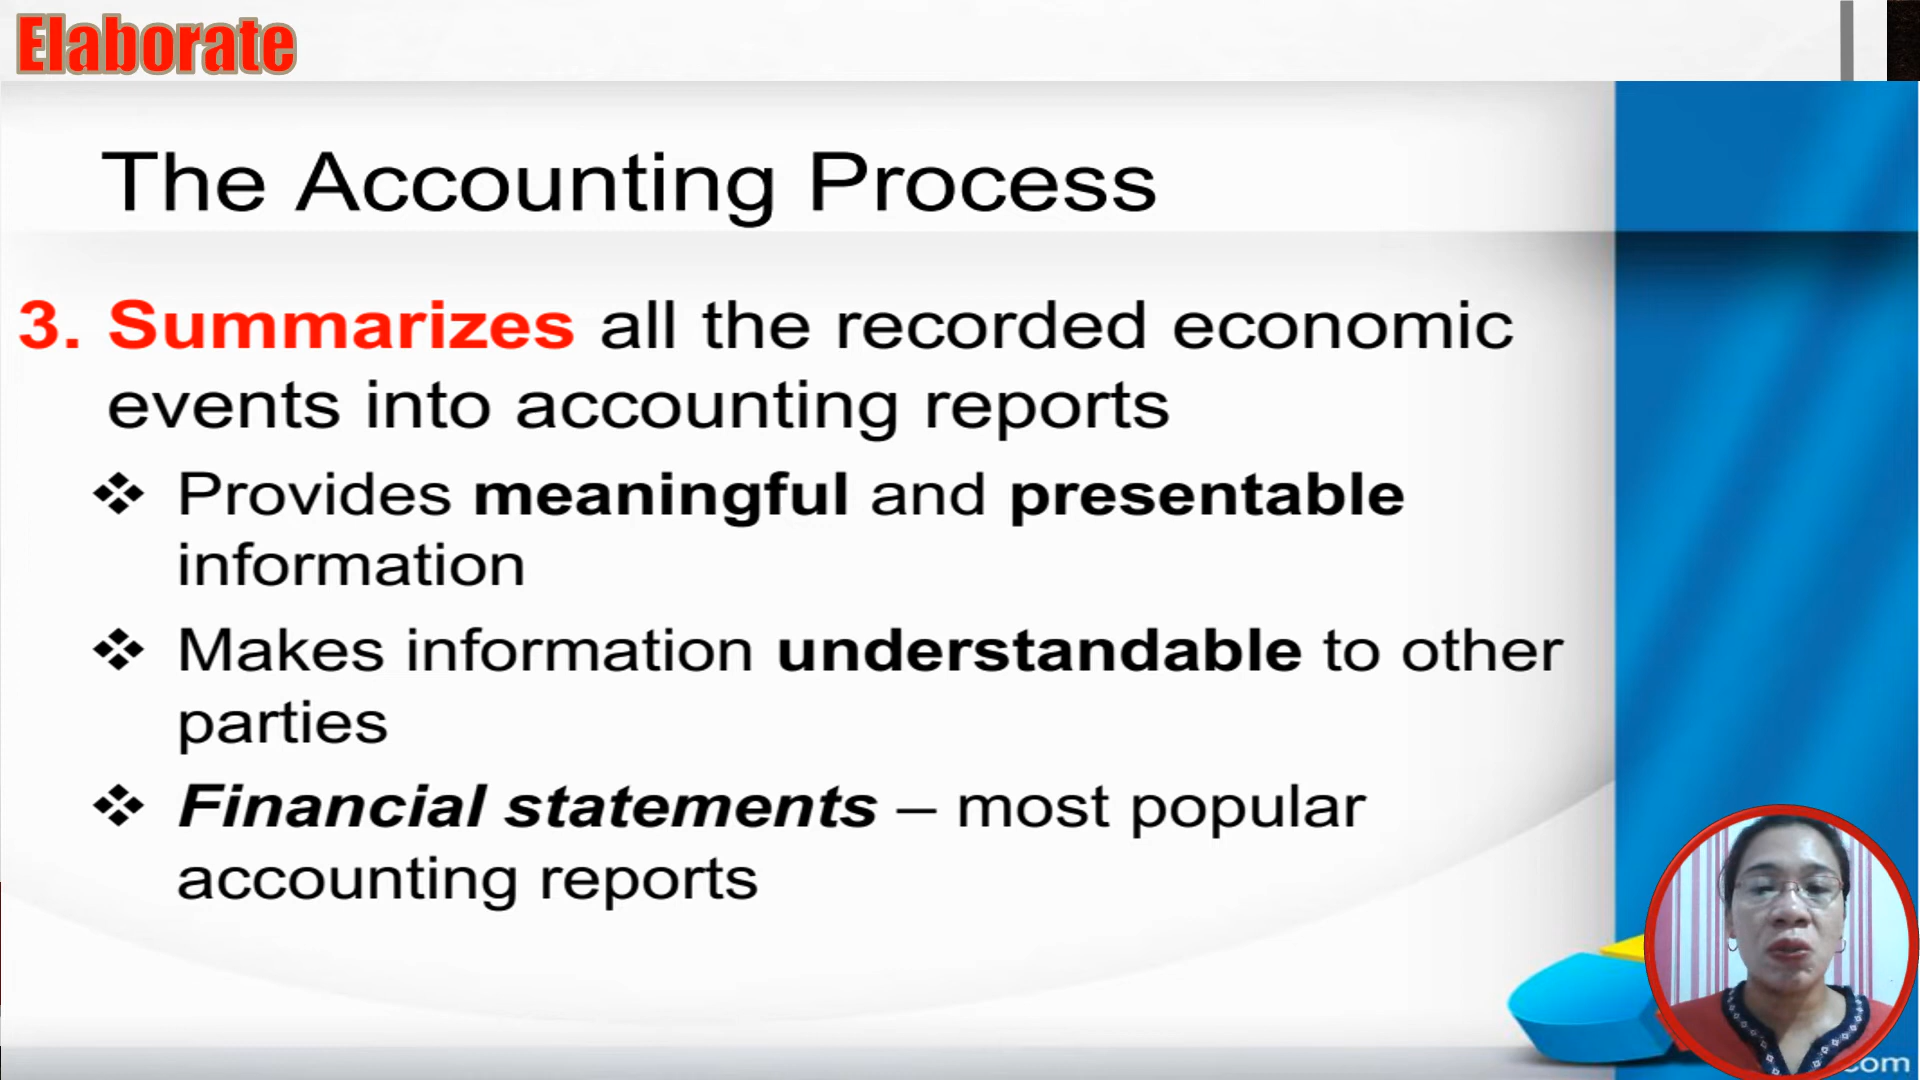 Elaborate
The Accounting Process
3. Summarizes all the recorded economic
events into accounting reports
❖ Provides meaningful and presentable
information
❖ Makes information understandable to other
parties
❖ Financial statements – most popular
accounting reports